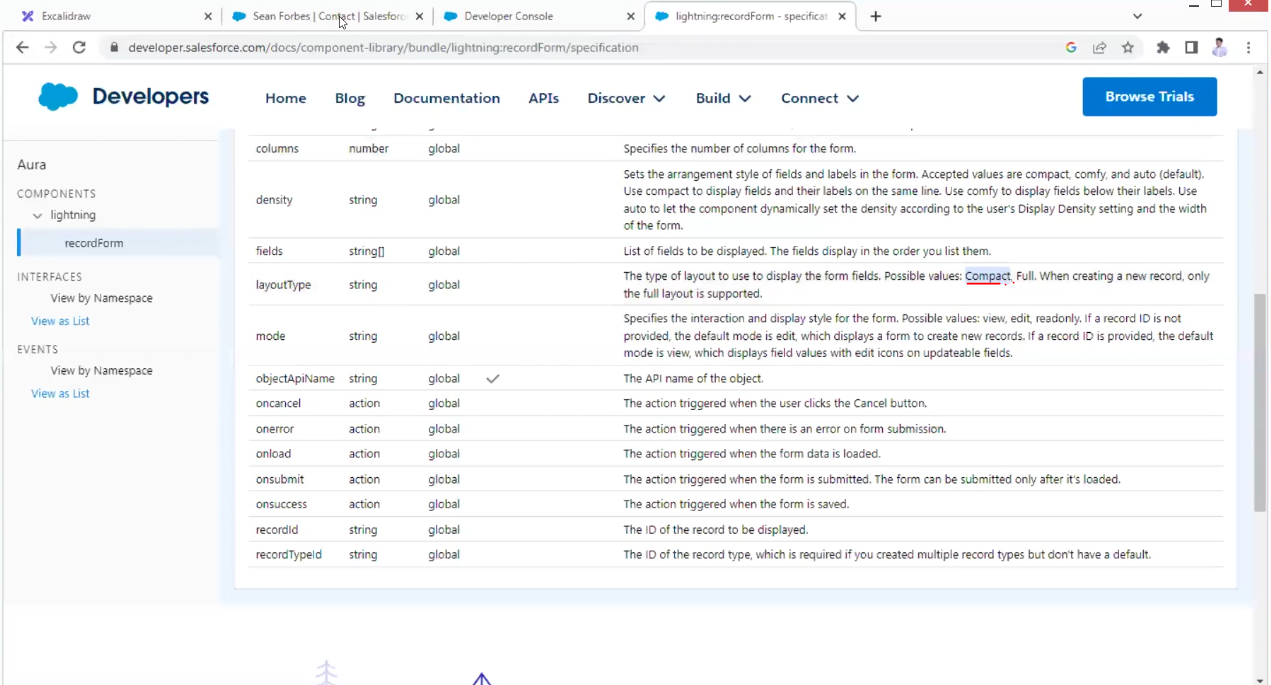 Excalidraw
Sean Forbes | Contact | Salesforc
Developer Console
lightning:recordForm - specificat
developer.salesforce.com/docs/component-library/bundle/lightning:recordForm/specification
Developers
Home
Blog
Documentation
APIs
Discover
Build
Connect
Browse Trials
Aura
COMPONENTS
lightning
recordForm
INTERFACES
View by Namespace
View as List
EVENTS
View by Namespace
View as List
columns number global Specifies the number of columns for the form.
density string global Sets the arrangement style of fields and labels in the form. Accepted values are compact, comfy, and auto (default).
Use compact to display fields and their labels on the same line. Use comfy to display fields below their labels. Use
auto to let the component dynamically set the density according to the user's Display Density setting and the width
of the form.
fields string[] global List of fields to be displayed. The fields display in the order you list them.
layoutType string global The type of layout to use to display the form fields. Possible values: Compact, Full. When creating a new record, only
the full layout is supported.
mode string global Specifies the interaction and display style for the form. Possible values: view, edit, readonly. If a record ID is not
provided, the default mode is edit, which displays a form to create new records. If a record ID is provided, the default
mode is view, which displays field values with edit icons on updateable fields.
objectApiName string global The API name of the object.
oncancel action global The action triggered when the user clicks the Cancel button.
onerror action global The action triggered when there is an error on form submission.
onload action global The action triggered when the form data is loaded.
onsubmit action global The action triggered when the form is submitted. The form can be submitted only after it's loaded.
onsuccess action global The action triggered when the form is saved.
recordId string global The ID of the record to be displayed.
recordTypeId string global The ID of the record type, which is required if you created multiple record types but don't have a default.